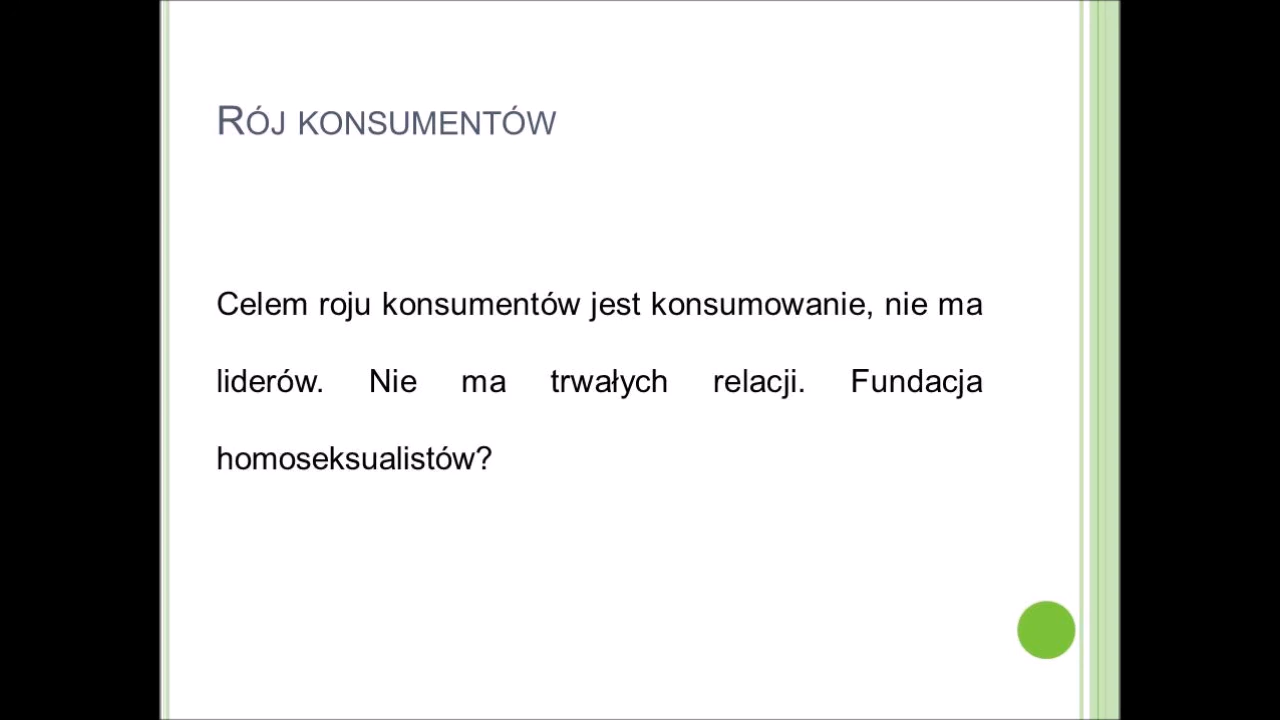 Rój konsumentów
Celem roju konsumentów jest konsumowanie, nie ma
liderów. Nie ma trwałych relacji. Fundacja
homoseksualistów?